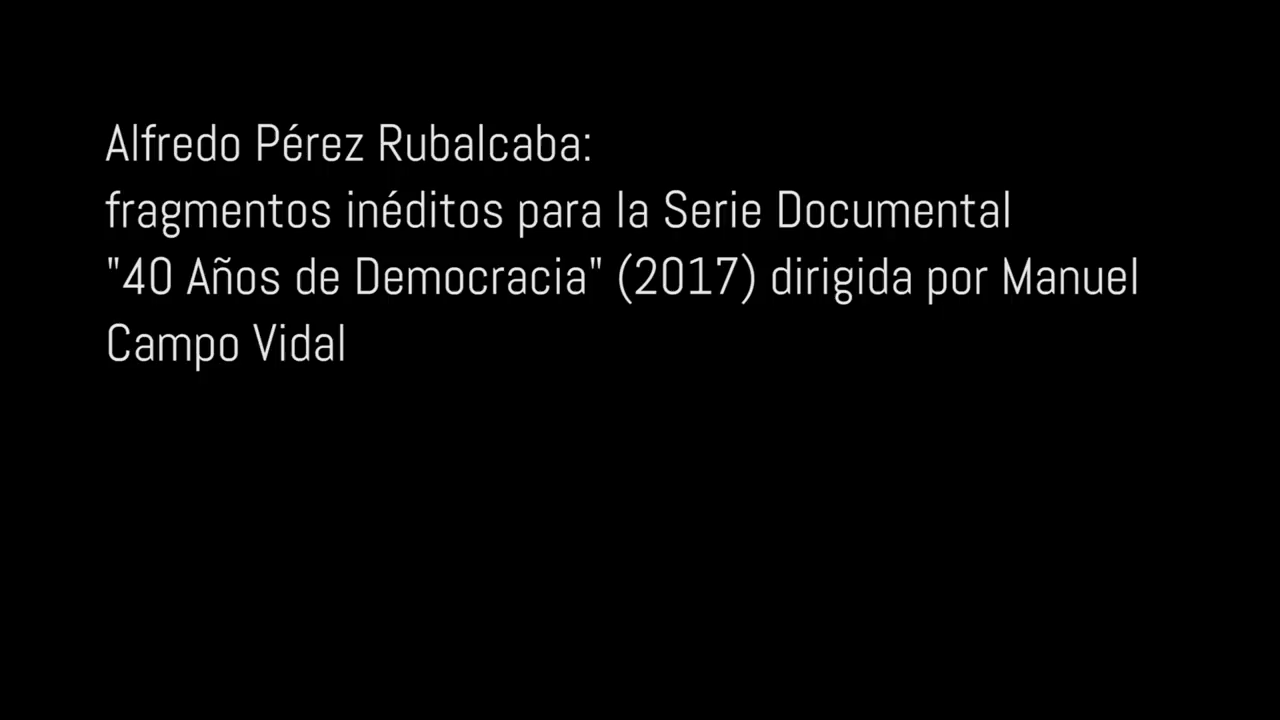 Alfredo Pérez Rubalcaba:
fragmentos inéditos para la Serie Documental
"40 Años de Democracia" (2017) dirigida por Manuel
Campo Vidal